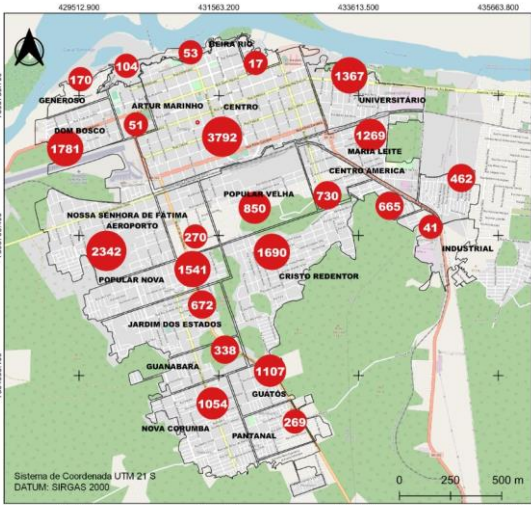 429512.900 431563.200 433613.500 435663.800
BEIRA RIO
53
17
104
170
1367
GENEROSO
ARTUR MARINHO
CENTRO
UNIVERSITÁRIO
51
DOM BOSCO
1781
3792
1269
MARIA LEITE
CENTRO AMERICA
462
POPULAR VELHA
730
850
665
NOSSA SENHORA DE FÁTIMA
AEROPORTO
41
270
INDUSTRIAL
2342
1690
1541
POPULAR NOVA
CRISTO REDENTOR
672
JARDIM DOS ESTADOS
338
GUANABARA
1107
GUATÓS
1054
269
NOVA CORUMBA
PANTANAL
Sistema de Coordenada UTM 21 S
DATUM: SIRGAS 2000
0 250 500 m